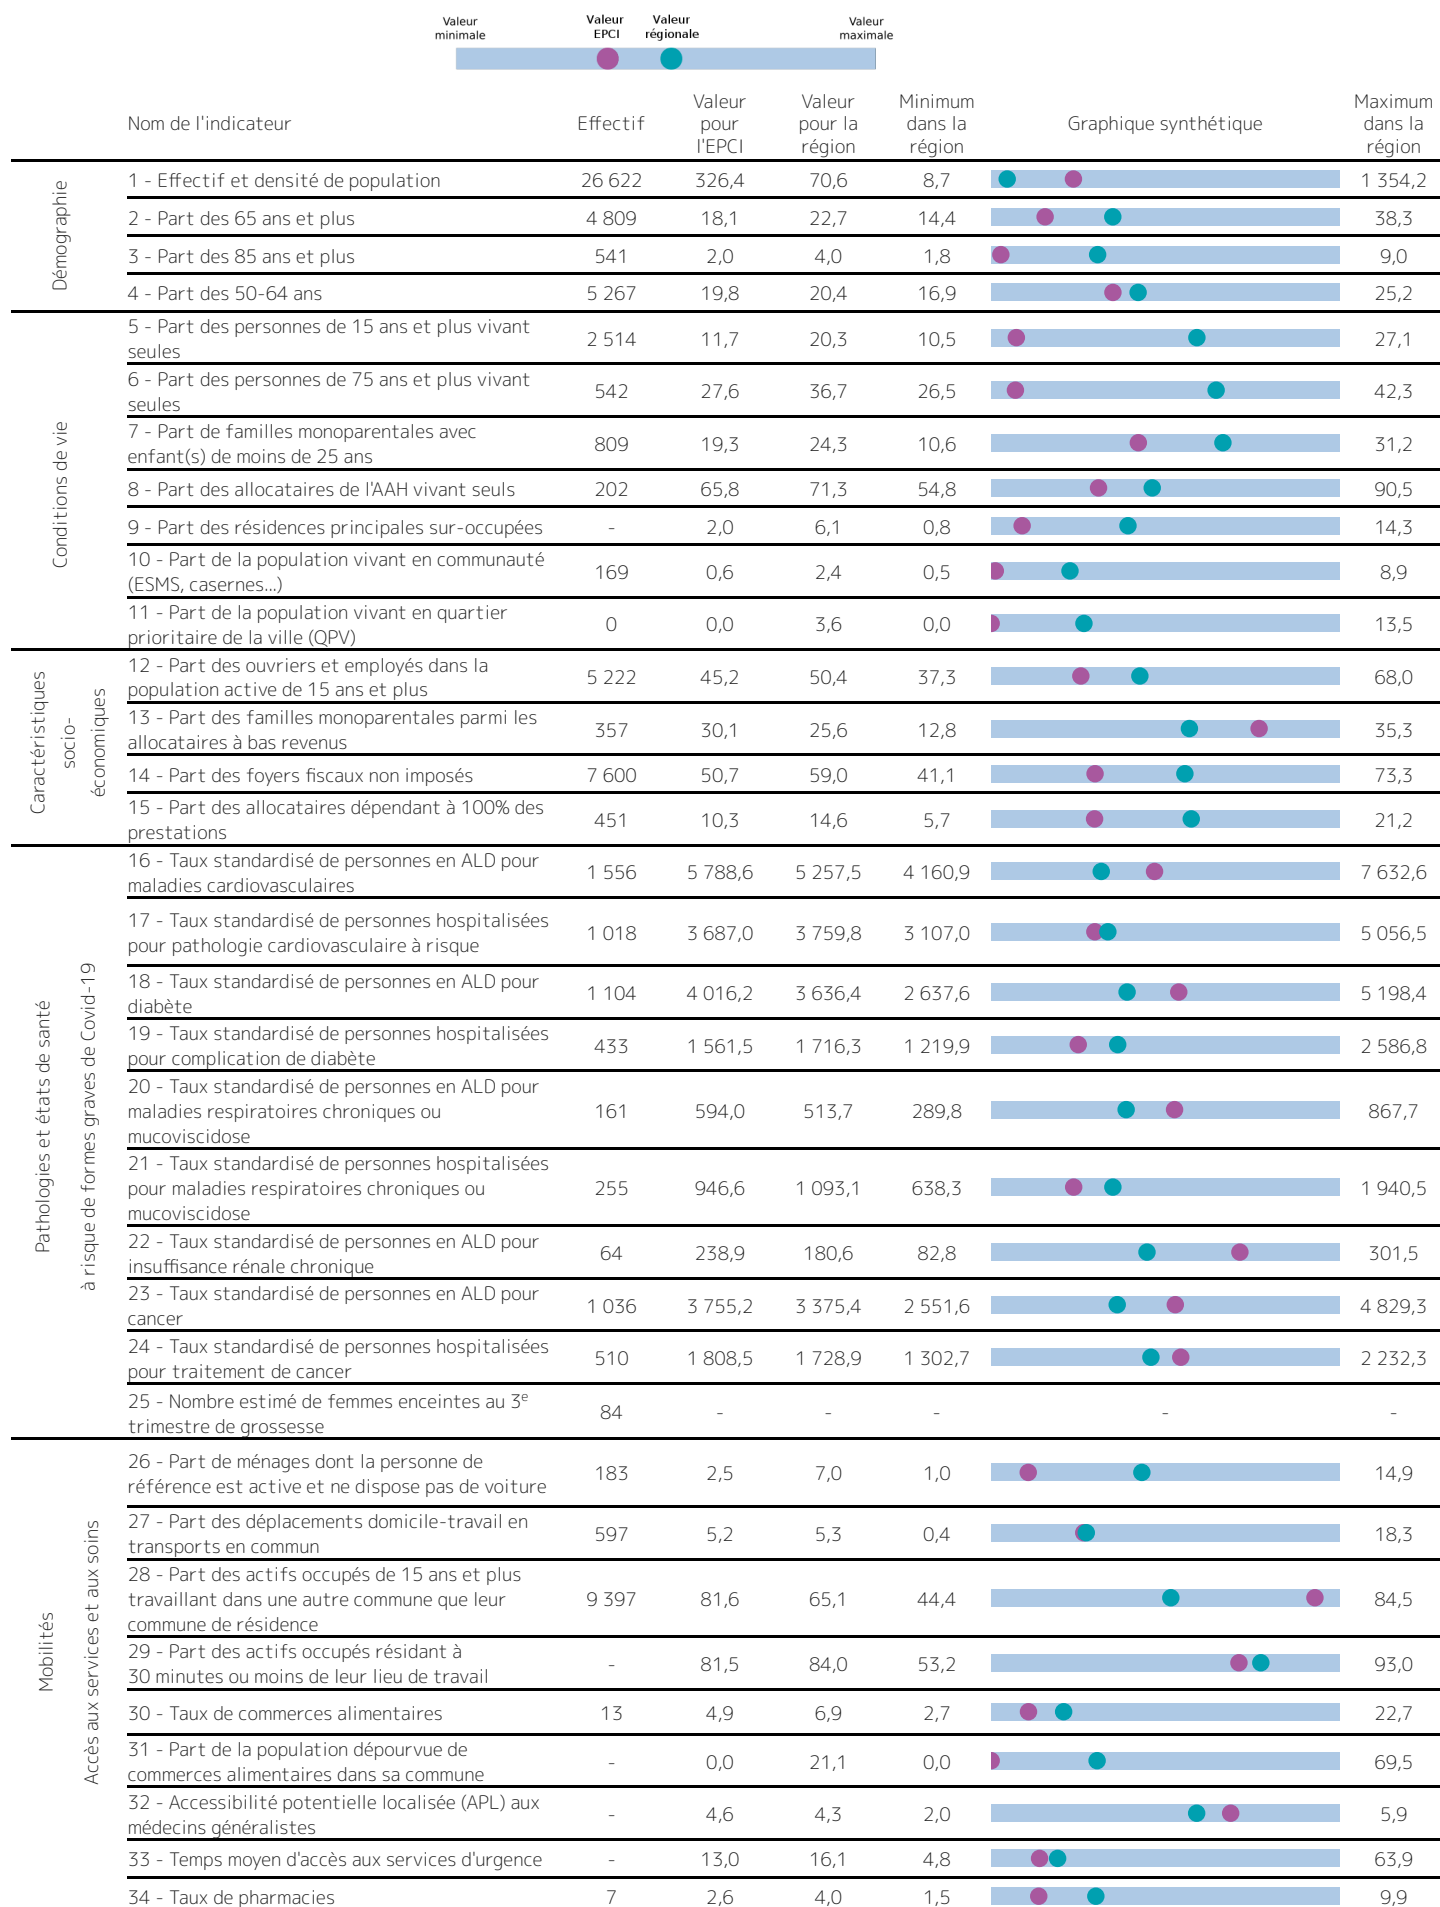 Valeur
minimale
Valeur
EPCI
Valeur
régionale
Valeur
maximale
Nom de l'indicateur
Effectif
Valeur
pour
l'EPCI
Valeur
pour la
région
Minimum
dans la
région
Graphique synthétique
Maximum
dans la
région
Démographie
1 - Effectif et densité de population 26 622 326,4 70,6 8,7 1 354,2
2 - Part des 65 ans et plus 4 809 18,1 22,7 14,4 38,3
3 - Part des 85 ans et plus 541 2,0 4,0 1,8 9,0
4 - Part des 50-64 ans 5 267 19,8 20,4 16,9 25,2
Conditions de vie
5 - Part des personnes de 15 ans et plus vivant
seules
2 514 11,7 20,3 10,5 27,1
6 - Part des personnes de 75 ans et plus vivant
seules
542 27,6 36,7 26,5 42,3
7 - Part de familles monoparentales avec
enfant(s) de moins de 25 ans
809 19,3 24,3 10,6 31,2
8 - Part des allocataires de l'AAH vivant seuls 202 65,8 71,3 54,8 90,5
9 - Part des résidences principales sur-occupées - 2,0 6,1 0,8 14,3
10 - Part de la population vivant en communauté
(ESMS, casernes...)
169 0,6 2,4 0,5 8,9
11 - Part de la population vivant en quartier
prioritaire de la ville (QPV)
0 0,0 3,6 0,0 13,5
Caractéristiques
socio-
économiques
12 - Part des ouvriers et employés dans la
population active de 15 ans et plus
5 222 45,2 50,4 37,3 68,0
13 - Part des familles monoparentales parmi les
allocataires à bas revenus
357 30,1 25,6 12,8 35,3
14 - Part des foyers fiscaux non imposés 7 600 50,7 59,0 41,1 73,3
15 - Part des allocataires dépendant à 100% des
prestations
451 10,3 14,6 5,7 21,2
Pathologies et états de santé
à risque de formes graves de Covid-19
16 - Taux standardisé de personnes en ALD pour
maladies cardiovasculaires
1 556 5 788,6 5 257,5 4 160,9 7 632,6
17 - Taux standardisé de personnes hospitalisées
pour pathologie cardiovasculaire à risque
1 018 3 687,0 3 759,8 3 107,0 5 056,5
18 - Taux standardisé de personnes en ALD pour
diabète
1 104 4 016,2 3 636,4 2 637,6 5 198,4
19 - Taux standardisé de personnes hospitalisées
pour complication de diabète
433 1 561,5 1 716,3 1 219,9 2 586,8
20 - Taux standardisé de personnes en ALD pour
maladies respiratoires chroniques ou
mucoviscidose
161 594,0 513,7 289,8 867,7
21 - Taux standardisé de personnes hospitalisées
pour maladies respiratoires chroniques ou
mucoviscidose
255 946,6 1 093,1 638,3 1 940,5
22 - Taux standardisé de personnes en ALD pour
insuffisance rénale chronique
64 238,9 180,6 82,8 301,5
23 - Taux standardisé de personnes en ALD pour
cancer
1 036 3 755,2 3 375,4 2 551,6 4 829,3
24 - Taux standardisé de personnes hospitalisées
pour traitement de cancer
510 1 808,5 1 728,9 1 302,7 2 232,3
25 - Nombre estimé de femmes enceintes au 3e
trimestre de grossesse
84 - - - - -
Mobilités
Accès aux services et aux soins
26 - Part de ménages dont la personne de
référence est active et ne dispose pas de voiture
183 2,5 7,0 1,0 14,9
27 - Part des déplacements domicile-travail en
transports en commun
597 5,2 5,3 0,4 18,3
28 - Part des actifs occupés de 15 ans et plus
travaillant dans une autre commune que leur
commune de résidence
9 397 81,6 65,1 44,4 84,5
29 - Part des actifs occupés résidant à
30 minutes ou moins de leur lieu de travail
- 81,5 84,0 53,2 93,0
30 - Taux de commerces alimentaires 13 4,9 6,9 2,7 22,7
31 - Part de la population dépourvue de
commerces alimentaires dans sa commune
- 0,0 21,1 0,0 69,5
32 - Accessibilité potentielle localisée (APL) aux
médecins généralistes
- 4,6 4,3 2,0 5,9
33 - Temps moyen d'accès aux services d'urgence - 13,0 16,1 4,8 63,9
34 - Taux de pharmacies 7 2,6 4,0 1,5 9,9